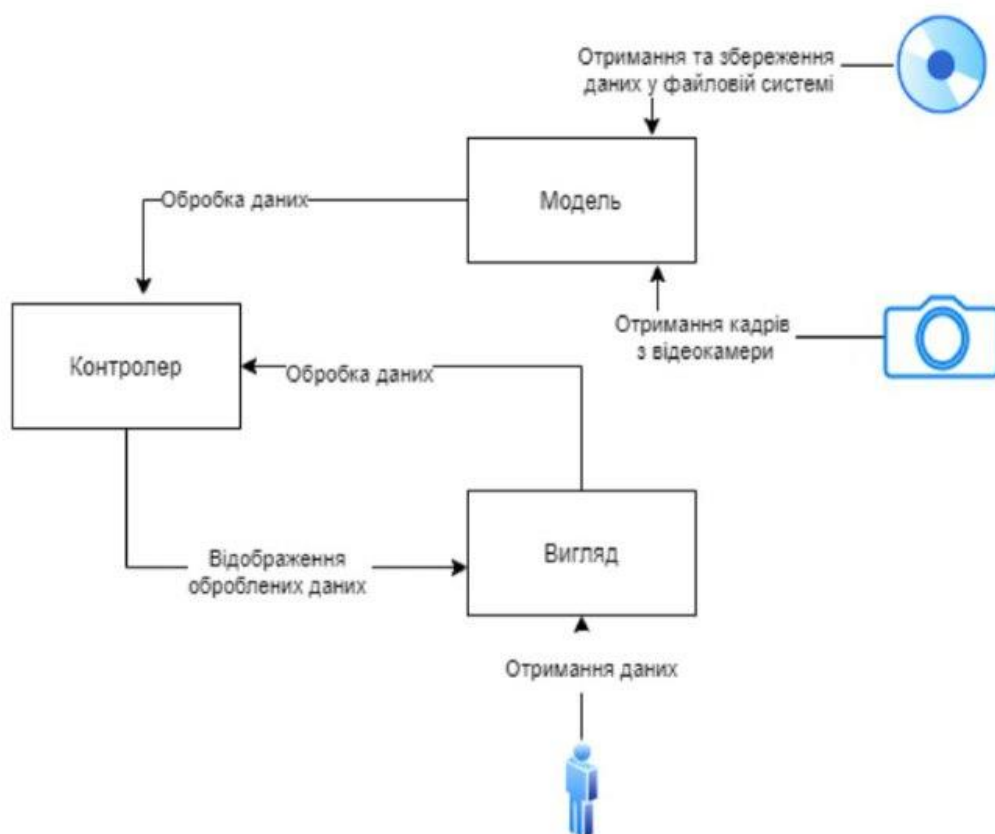 Отримання та збереження
даних у файловій системі
Модель
Обробка даних
Отримання кадрів
з відеокамери
Контролер
Обробка даних
Відображення
оброблених даних
Вигляд
Отримання даних